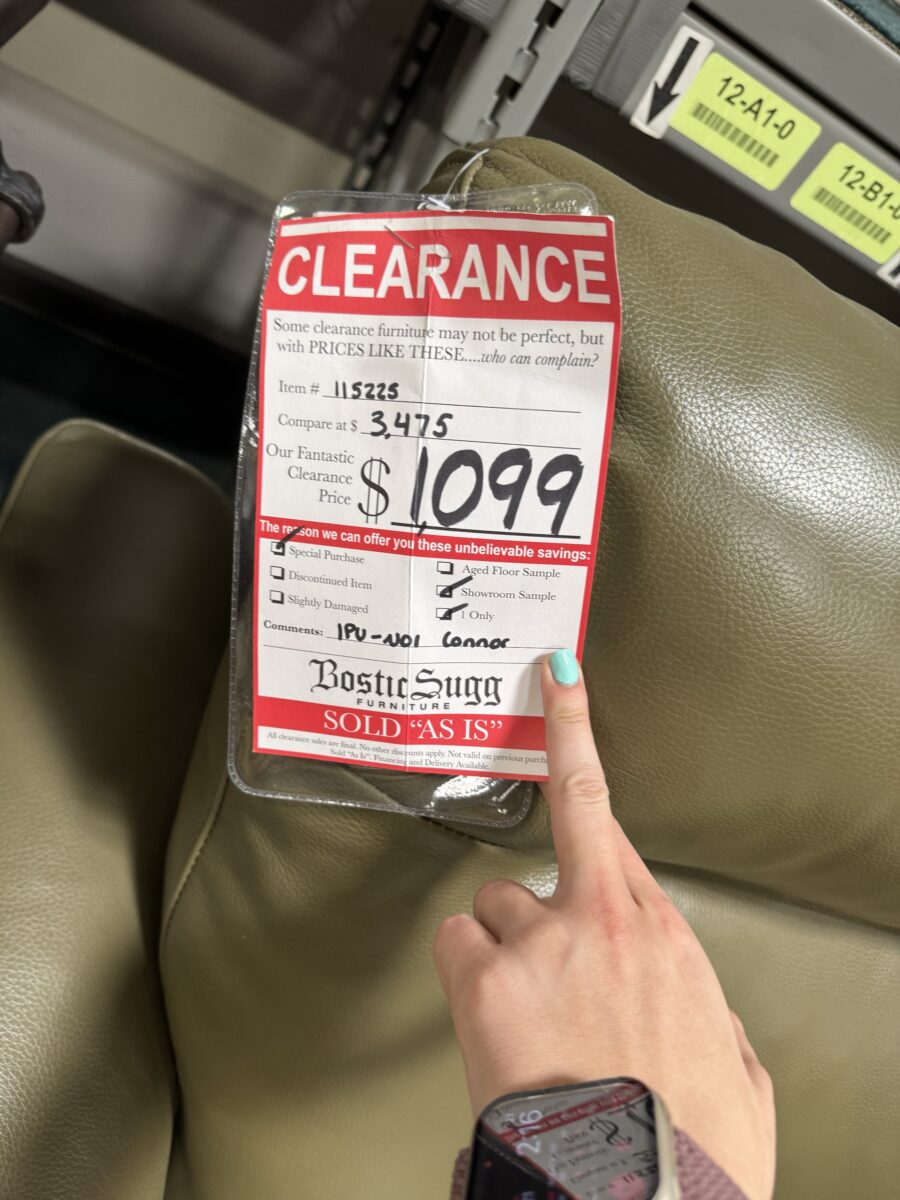 12-A1-0
12-B1-0
CLEARANCE
Some clearance furniture may not be perfect, but
with PRICES LIKE THESE....who can complain?
Item # 115225
Compare at $ 3,475
Our Fantastic
Clearance
Price $ 1,099
The reason we can offer you these unbelievable savings:
Special Purchase
Discontinued Item
Slightly Damaged
Aged Floor Sample
Showroom Sample
1 Only
Comments: IPU-NO1 Connor
Bostic Sugg
FURNITURE
SOLD “AS IS”
All clearance sales are final. No other discounts apply. Not valid on previous purch
Sold "As Is". Financing and Delivery Available.